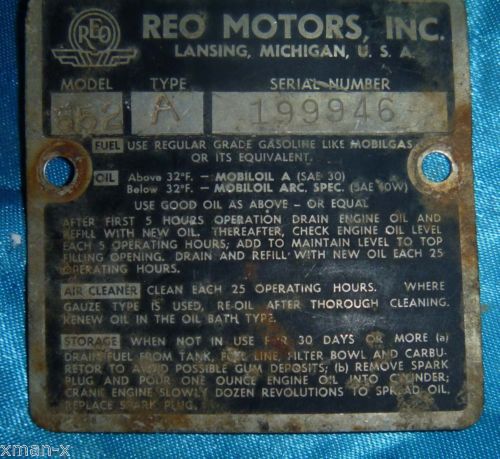 REO
REO MOTORS, INC.
LANSING, MICHIGAN, U. S. A.
MODEL TYPE SERIAL NUMBER
552 A 199946
FUEL USE REGULAR GRADE GASOLINE LIKE MOBILGAS
OR ITS EQUIVALENT.
OIL Above 32°F. – MOBILOIL A (SAE 30)
Below 32°F. – MOBILOIL ARC. SPEC. (SAE 10W)
USE GOOD OIL AS ABOVE – OR EQUAL
AFTER FIRST 5 HOURS OPERATION DRAIN ENGINE OIL AND
REFILL WITH NEW OIL. THEREAFTER, CHECK ENGINE OIL LEVEL
EACH 5 OPERATING HOURS; ADD TO MAINTAIN LEVEL TO TOP
FILLING OPENING. DRAIN AND REFILL WITH NEW OIL EACH 25
OPERATING HOURS.
AIR CLEANER CLEAN EACH 25 OPERATING HOURS. WHERE
GAUZE TYPE IS USED, RE-OIL AFTER THOROUGH CLEANING.
RENEW OIL IN THE OIL BATH TYPE.
STORAGE WHEN NOT IN USE FOR 30 DAYS OR MORE (a)
DRAIN FUEL FROM TANK, FUEL LINE, FILTER BOWL AND CARBU-
RETOR TO AVOID POSSIBLE GUM DEPOSITS; (b) REMOVE SPARK
PLUG AND POUR ONE OUNCE ENGINE OIL INTO CYLINDER;
CRANK ENGINE SLOWLY DOZEN REVOLUTIONS TO SPREAD OIL.
REPLACE SPARK PLUG.
xman-x
xman-x